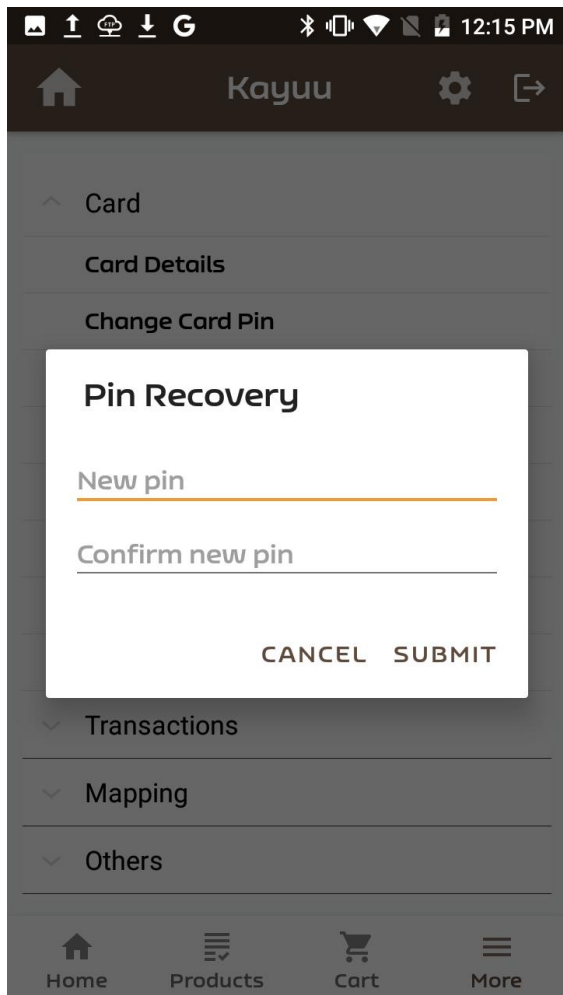 FTP G 12:15 PM
Kayuu
Card
Card Details
Change Card Pin
Pin Recovery
New pin
Confirm new pin
CANCEL SUBMIT
Transactions
Mapping
Others
Home Products Cart More